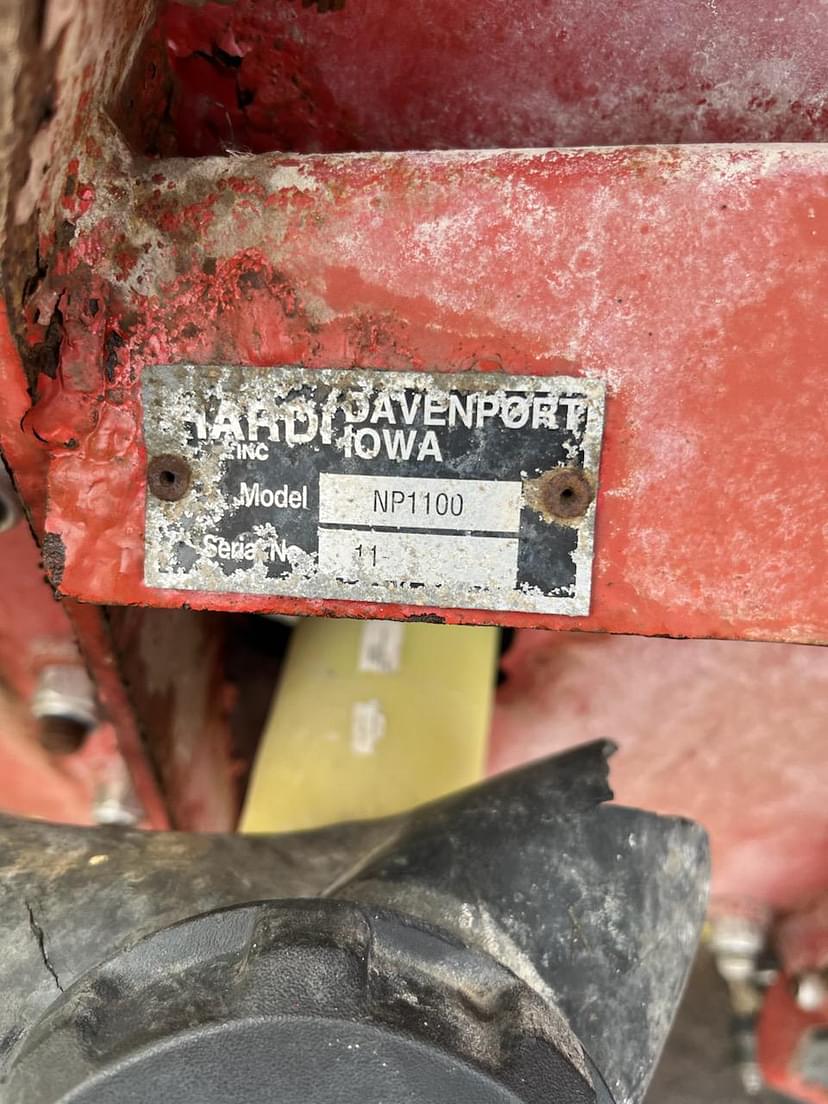 HARDI DAVENPORT
INC IOWA
Model NP1100
Serial No 11-